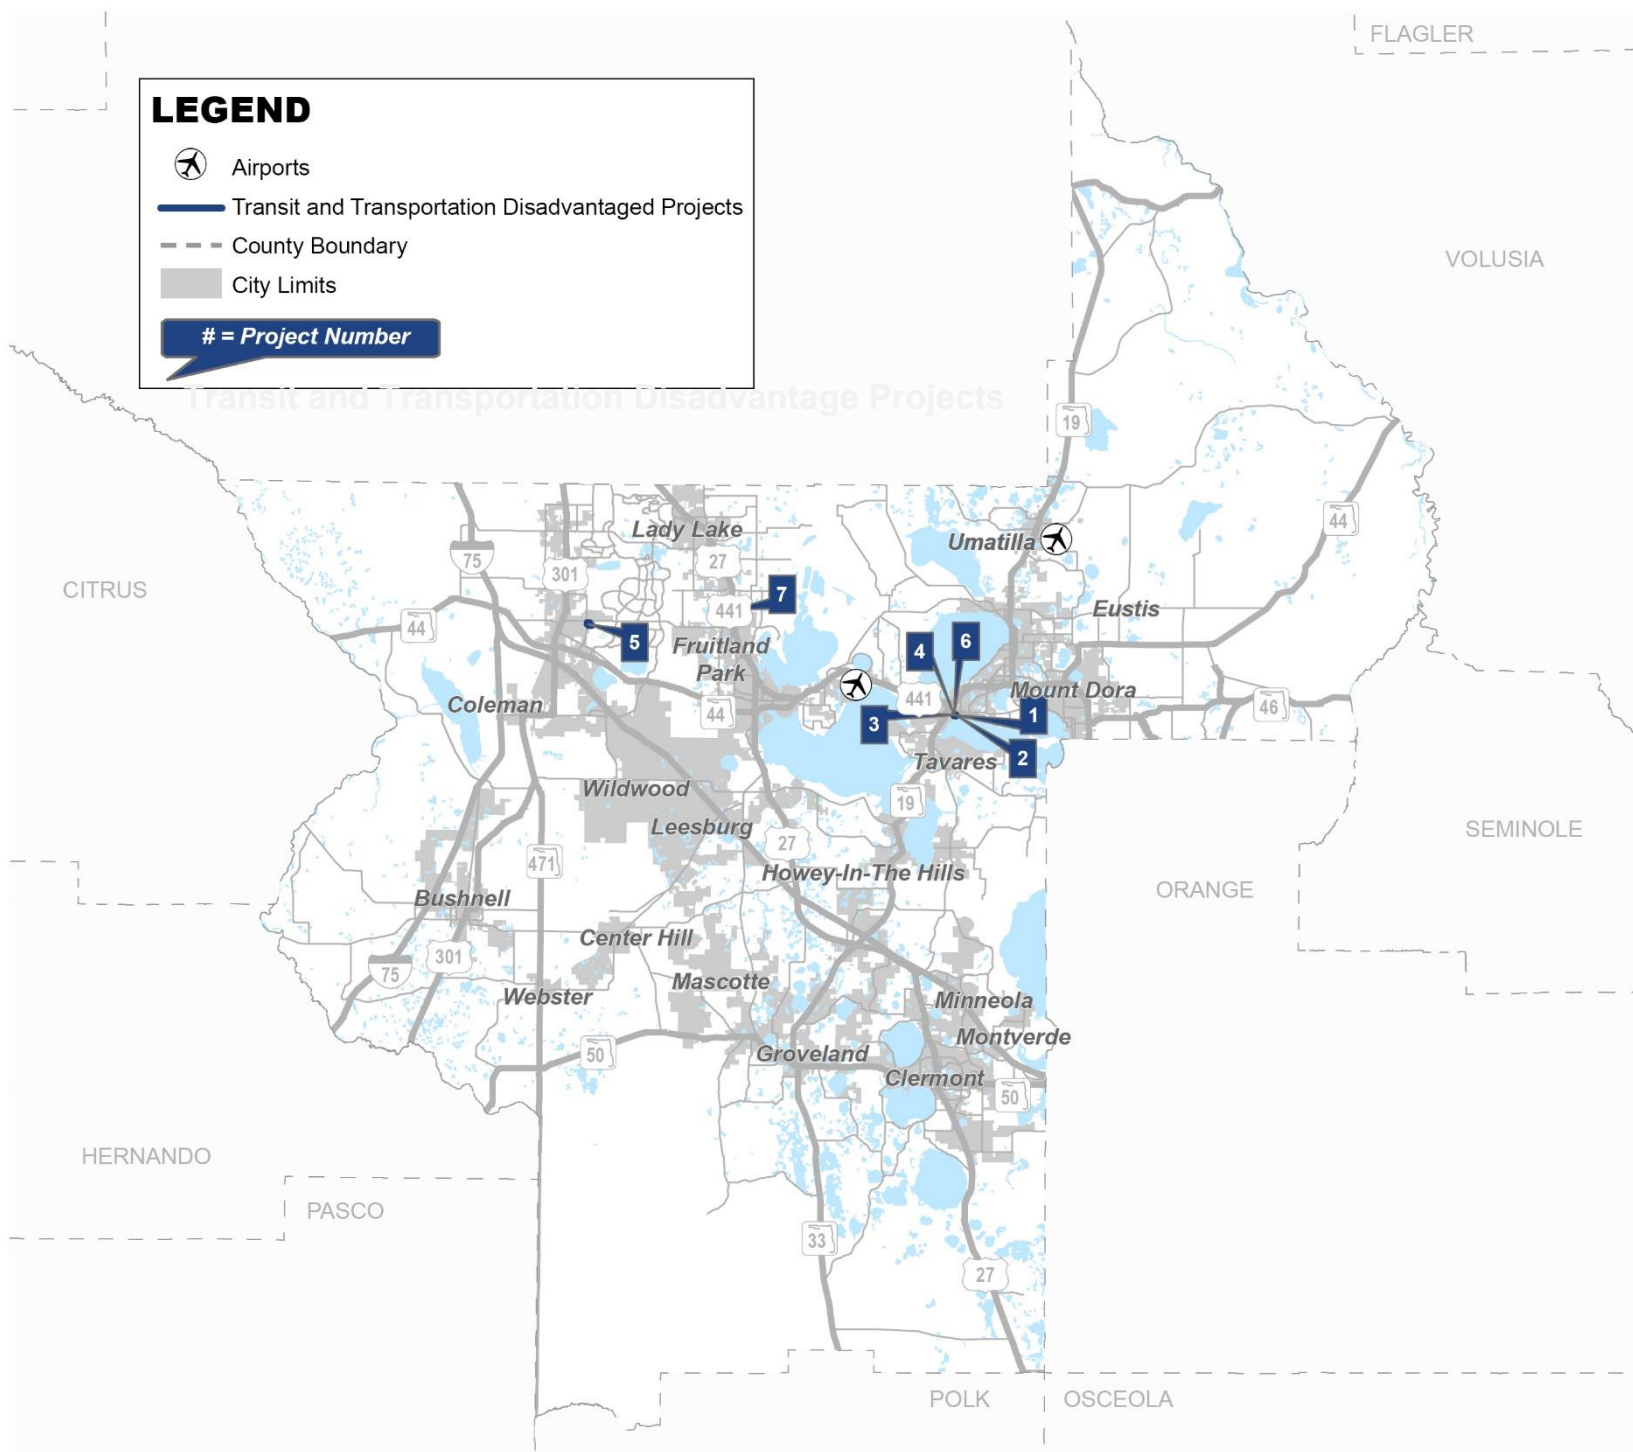 FLAGLER
LEGEND
Airports
Transit and Transportation Disadvantaged Projects
County Boundary
City Limits
# = Project Number
Transit and Transportation Disadvantage Projects
VOLUSIA
19
44
Lady Lake
Umatilla
75
27
301
CITRUS
7
441
Eustis
44
5
4
6
Fruitland
Park
Mount Dora
441
Coleman
44
3
1
46
2
Tavares
Wildwood
19
Leesburg
SEMINOLE
27
471
Howey-In-The Hills
ORANGE
Bushnell
Center Hill
301
75
Mascotte
Webster
Minneola
Montverde
50
Groveland
Clermont
50
HERNANDO
PASCO
33
27
POLK
OSCEOLA